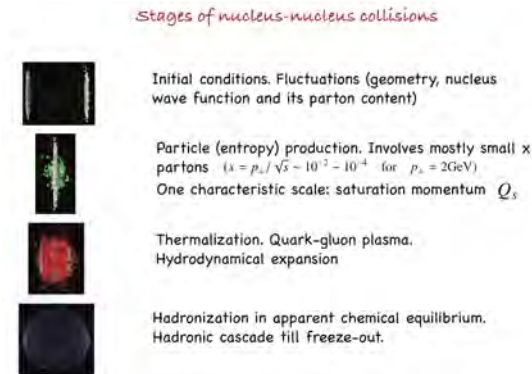 Stages of nucleus-nucleus collisions
Initial conditions. Fluctuations (geometry, nucleus
wave function and its parton content)
Particle (entropy) production. Involves mostly small x
partons (x = p⊥/√s ~ 10⁻² – 10⁻⁴ for p⊥ = 2GeV)
One characteristic scale: saturation momentum Qs
Thermalization. Quark-gluon plasma.
Hydrodynamical expansion
Hadronization in apparent chemical equilibrium.
Hadronic cascade till freeze-out.